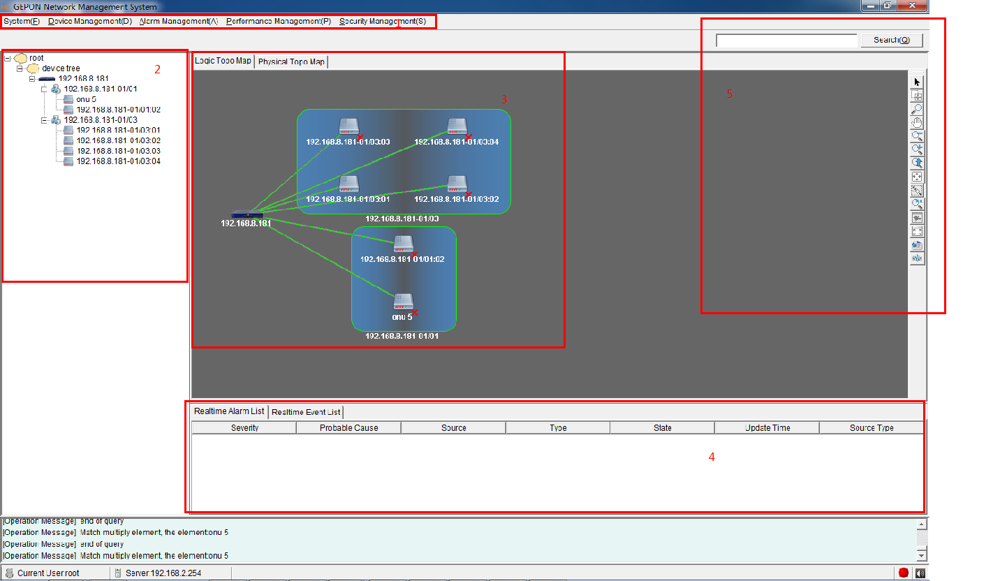 GEPON Network Management System
System(F) Device Management(D) Alarm Management(A) Performance Management(P) Security Management(S)
Search(Q)
root
device tree
192.168.8.181
192.168.8.181-01/01
onu 5
192.168.8.181-01/01:02
192.168.8.181-01/03
192.168.8.181-01/03:01
192.168.8.181-01/03:02
192.168.8.181-01/03:03
192.168.8.181-01/03:04
2
Logic Topo Map Physical Topo Map
3
192.168.8.181-01/03:03 192.168.8.181-01/03:04
192.168.8.181-01/03:01 192.168.8.181-01/03:02
192.168.8.181-01/03
192.168.8.181
192.168.8.181-01/01:02
onu 5
192.168.8.181-01/01
5
Realtime Alarm List Realtime Event List
Severity Probable Cause Source Type State Update Time Source Type
4
[Operation Message] end of query
[Operation Message] Match multiply element, the element:onu 5
[Operation Message] end of query
[Operation Message] Match multiply element, the element:onu 5
Current User:root Server:192.168.2.254